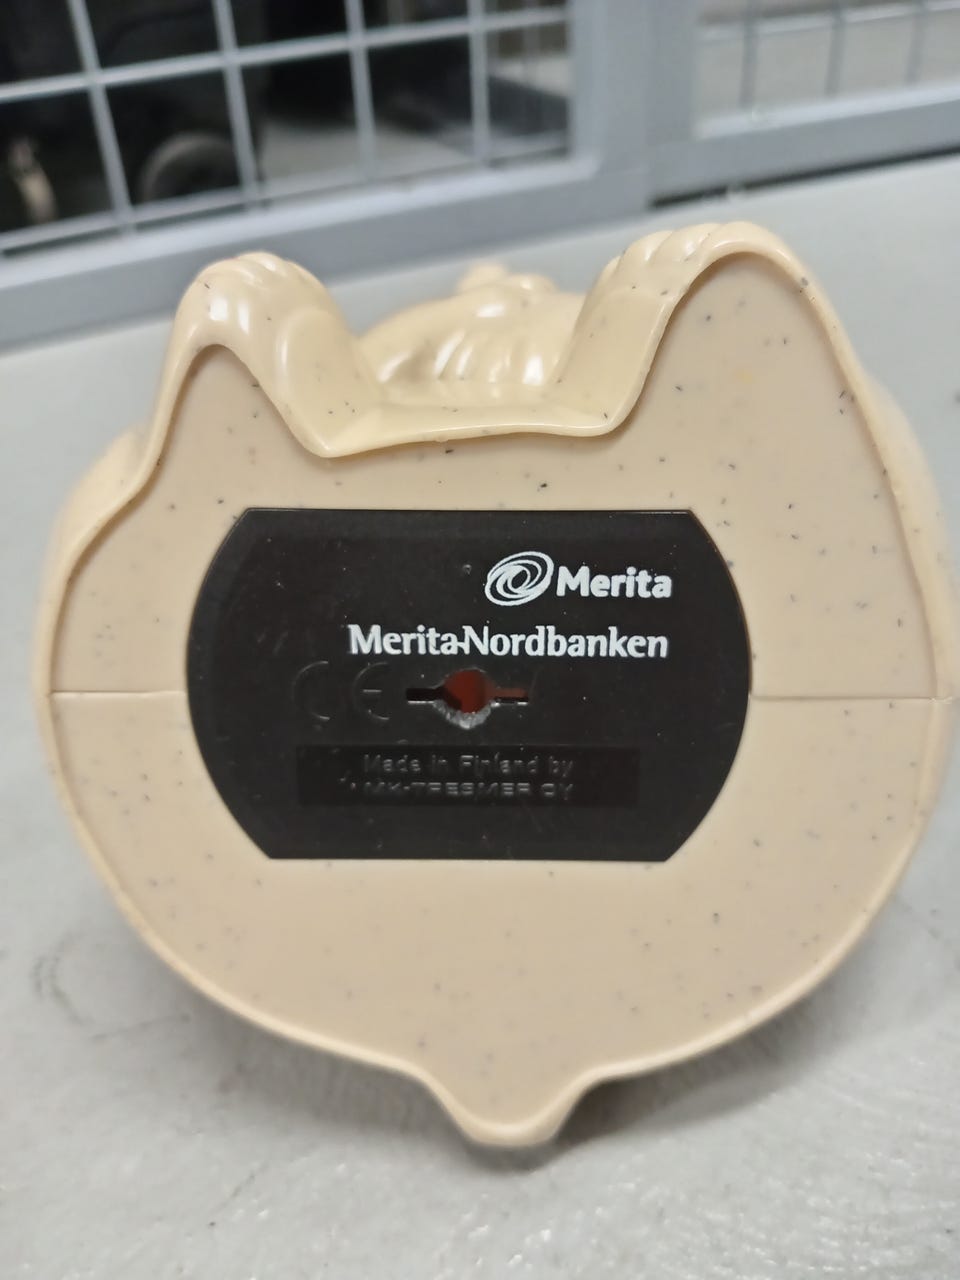 Merita
Merita-Nordbanken
CE
Made in Finland by
MK-TRESMER OY